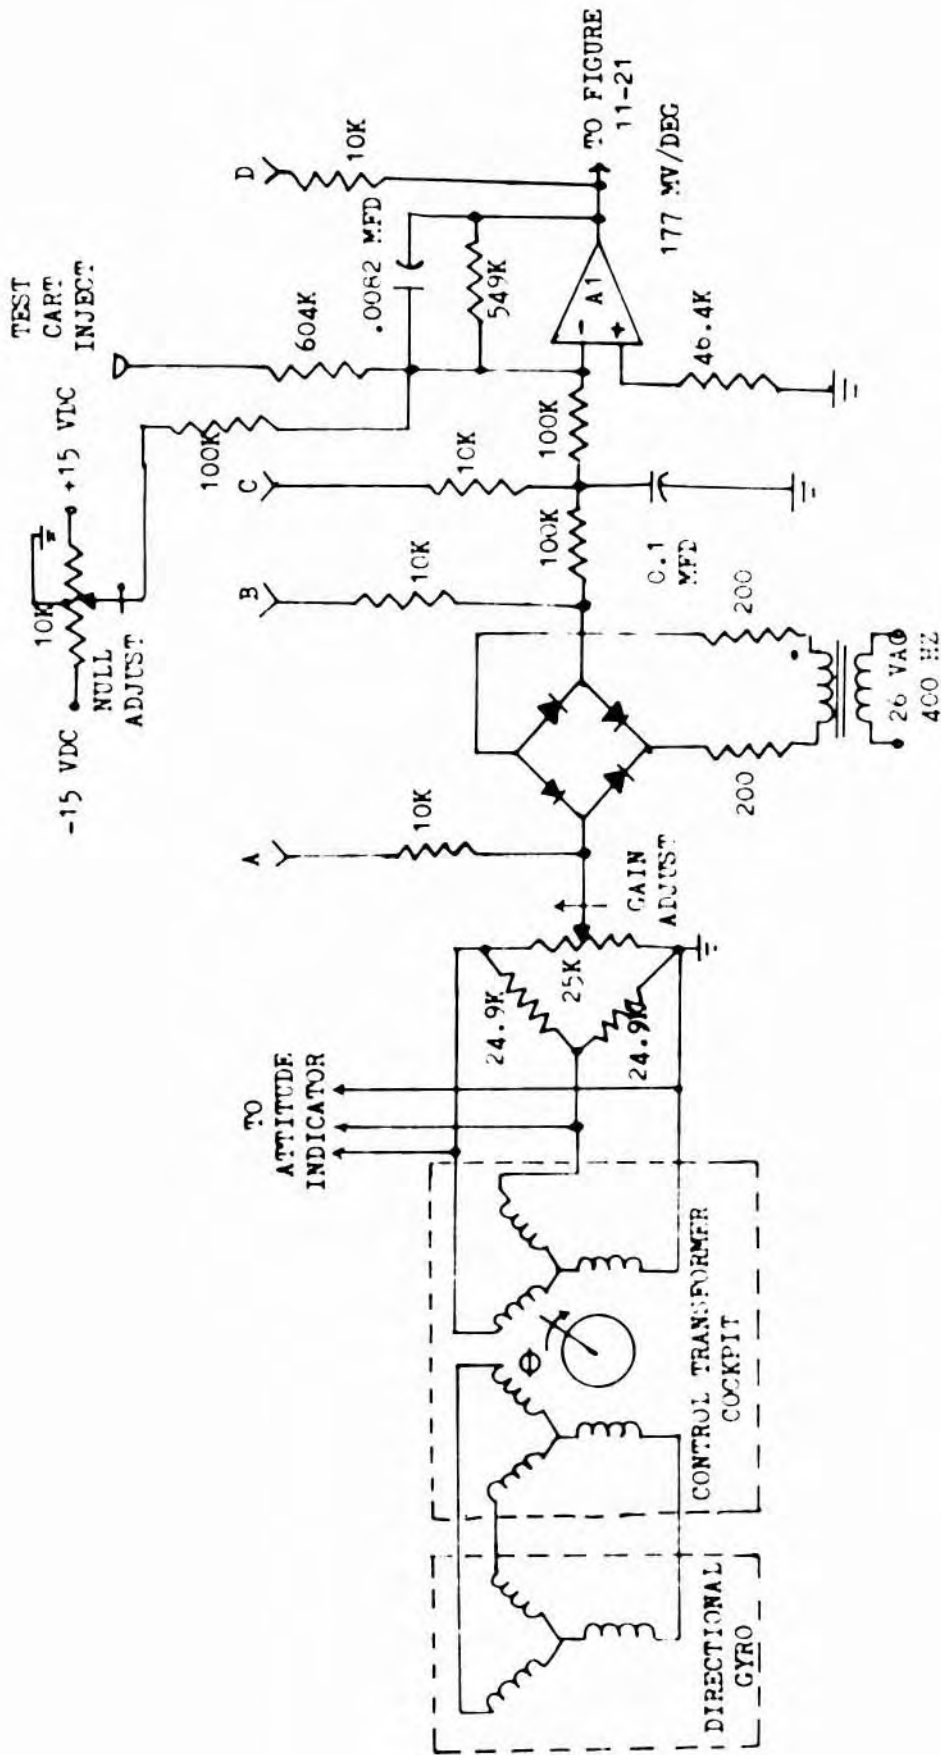 TEST
CART
INJECT
-15 VDC
10K
+15 VDC
NULL
ADJUST
100K
604K
.0082 MFD
549K
D
10K
TO FIGURE
11-21
177 MV/DEG
A1
-
+
46.4K
C
10K
100K
100K
0.1
MFD
B
10K
200
200
26 VAC
400 HZ
A
10K
GAIN
ADJUST
25K
24.9K
24.9K
TO
ATTITUDE
INDICATOR
CONTROL TRANSFORMER
COCKPIT
DIRECTIONAL
GYRO